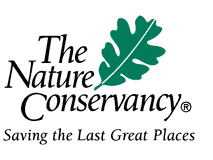 The
Nature
Conservancy®
Saving the Last Great Places